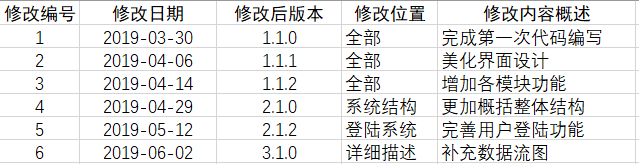 修改编号 修改日期 修改后版本 修改位置 修改内容概述
1 2019-03-30 1.1.0 全部 完成第一次代码编写
2 2019-04-06 1.1.1 全部 美化界面设计
3 2019-04-14 1.1.2 全部 增加各模块功能
4 2019-04-29 2.1.0 系统结构 更加概括整体结构
5 2019-05-12 2.1.2 登陆系统 完善用户登陆功能
6 2019-06-02 3.1.0 详细描述 补充数据流图